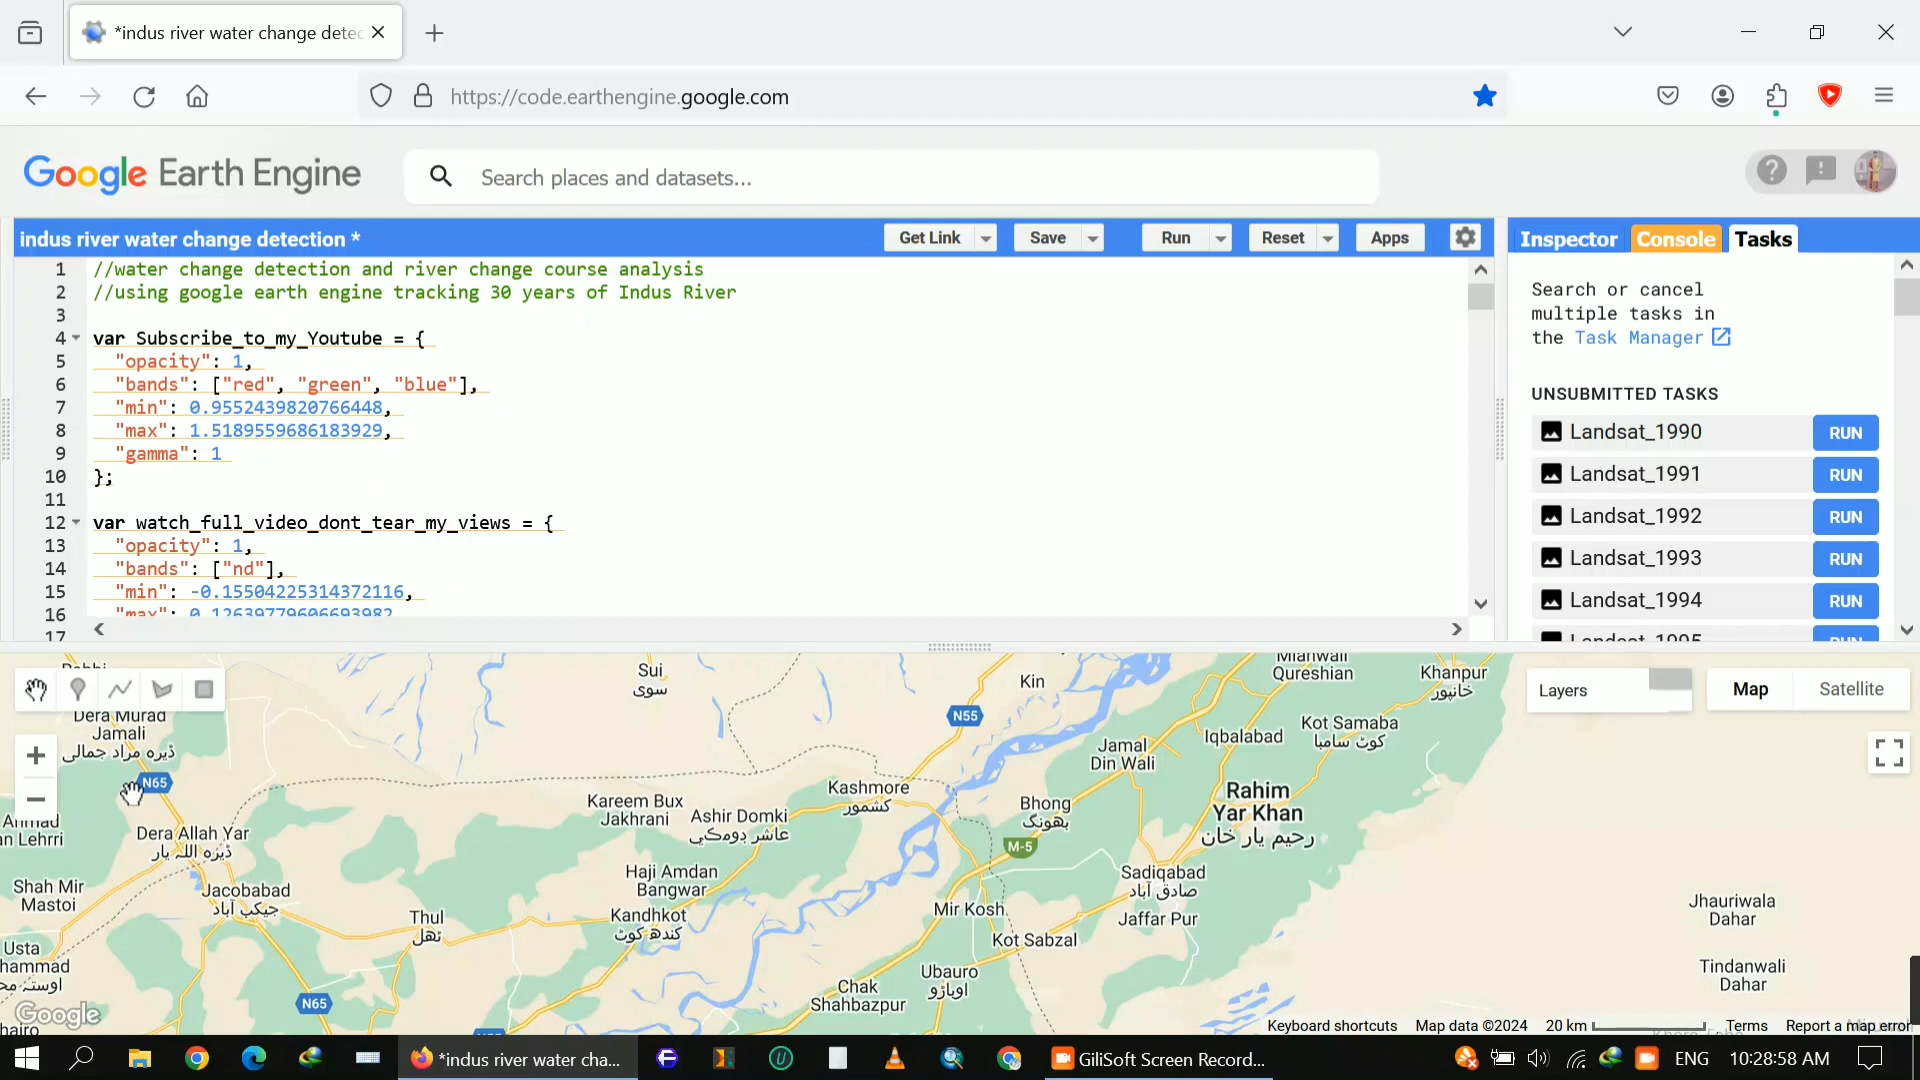 *indus river water change detec
https://code.earthengine.google.com
Google Earth Engine
Search places and datasets...
indus river water change detection *
Get Link
Save
Run
Reset
Apps
Inspector
Console
Tasks
1 //water change detection and river change course analysis
2 //using google earth engine tracking 30 years of Indus River
3
4 var Subscribe_to_my_Youtube = {
5 "opacity": 1,
6 "bands": ["red", "green", "blue"],
7 "min": 0.9552439820766448,
8 "max": 1.5189559686183929,
9 "gamma": 1
10 };
11
12 var watch_full_video_dont_tear_my_views = {
13 "opacity": 1,
14 "bands": ["nd"],
15 "min": -0.15504225314372116,
16 "max": 0.12639779606693982
17
Search or cancel
multiple tasks in
the Task Manager
UNSUBMITTED TASKS
Landsat_1990 RUN
Landsat_1991 RUN
Landsat_1992 RUN
Landsat_1993 RUN
Landsat_1994 RUN
Landsat_1995 RUN
Layers
Map
Satellite
Sui
سوی
Kin
Mianwali
Qureshian
Khanpur
خانپور
N55
Dera Murad
Jamali
ڈیرہ مراد جمالی
N65
Jamal
Din Wali
Iqbalabad
Kot Samaba
کوٹ سامبا
Kashmore
کشمور
Kareem Bux
Jakhrani
Ashir Domki
عاشر ڊومڪي
Bhong
بھونگ
Rahim
Yar Khan
رحیم یار خان
M-5
Dera Allah Yar
ڈیرہ اللہ یار
Shah Mir
Mastoi
Jacobabad
جیکب آباد
Haji Amdan
Bangwar
Sadiqabad
صادق آباد
Jaffar Pur
Thul
ٹھل
Kandhkot
کندھ کوٹ
Mir Kosh
Kot Sabzal
Jhauriwala
Dahar
Usta
Ubauro
اوباڑو
Chak
Shahbazpur
Tindanwali
Dahar
N65
Google
Keyboard shortcuts
Map data ©2024
20 km
Terms
Report a map error
*indus river water cha...
GiliSoft Screen Record...
ENG
10:28:58 AM